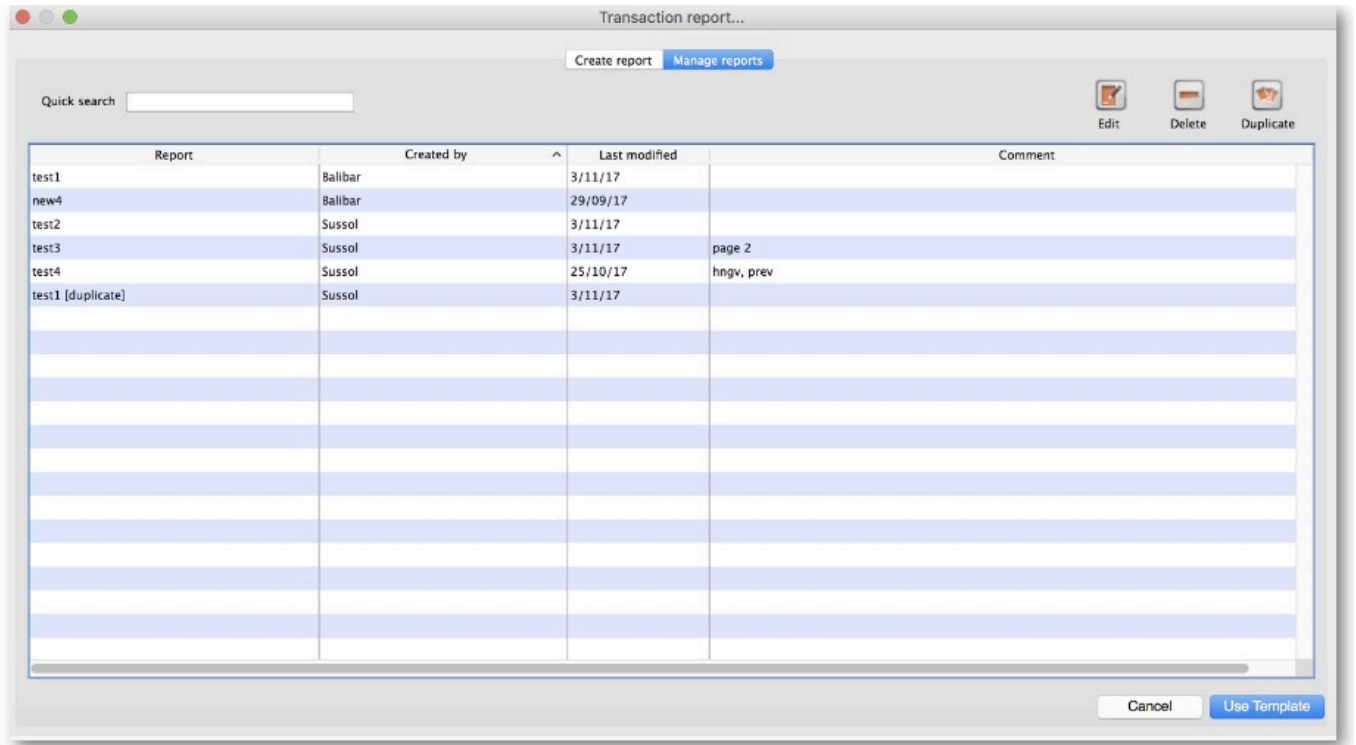 Transaction report...
Create report Manage reports
Quick search
Edit Delete Duplicate
Report Created by Last modified Comment
test1 Balibar 3/11/17
new4 Balibar 29/09/17
test2 Sussol 3/11/17
test3 Sussol 3/11/17 page 2
test4 Sussol 25/10/17 hngv, prev
test1 [duplicate] Sussol 3/11/17
Cancel Use Template